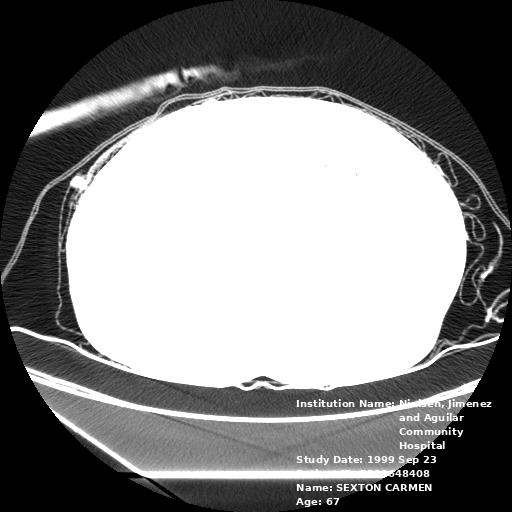 Institution Name: Nielsen, Jimenez
and Aguilar
Community
Hospital
Study Date: 1999 Sep 23
Name: SEXTON CARMEN
Age: 67